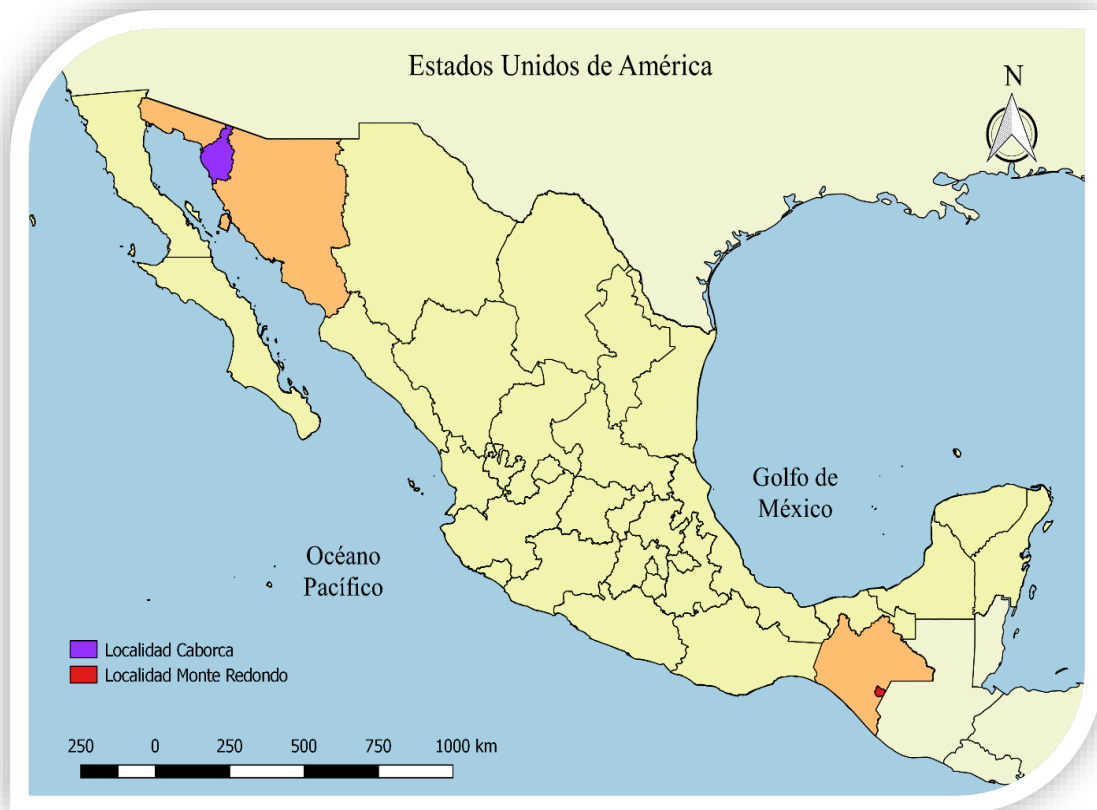 Estados Unidos de América
N
Golfo de
México
Océano
Pacífico
Localidad Caborca
Localidad Monte Redondo
250 0 250 500 750 1000 km